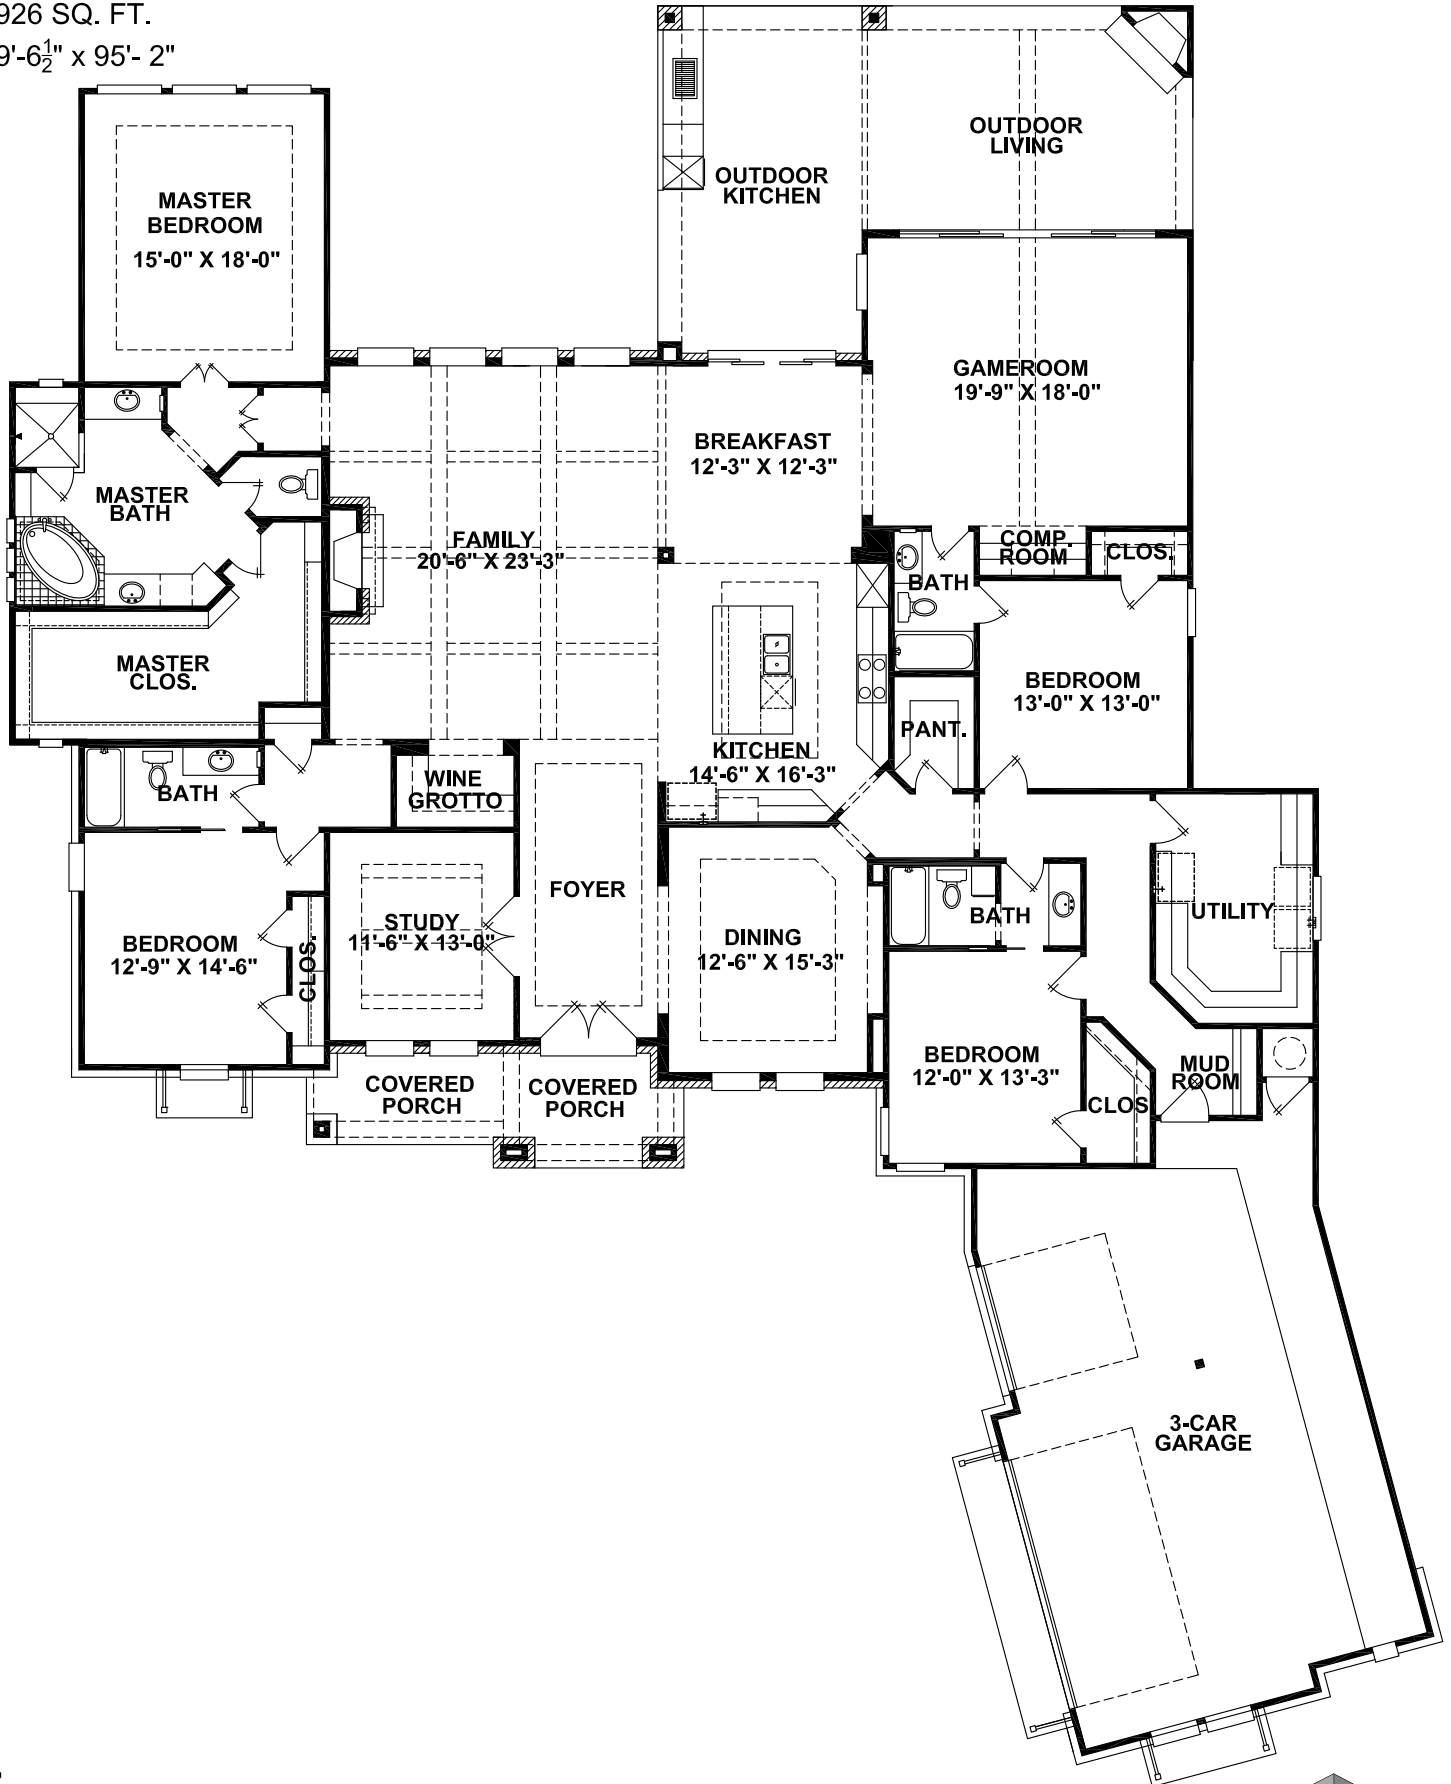 926 SQ. FT.
9'-6½" x 95'- 2"
MASTER
BEDROOM
15'-0" X 18'-0"
OUTDOOR
LIVING
OUTDOOR
KITCHEN
GAMEROOM
19'-9" X 18'-0"
BREAKFAST
12'-3" X 12'-3"
MASTER
BATH
FAMILY
20'-6" X 23'-3"
COMP.
ROOM
CLOS.
BATH
MASTER
CLOS.
BEDROOM
13'-0" X 13'-0"
PANT.
KITCHEN
14'-6" X 16'-3"
WINE
GROTTO
BATH
FOYER
STUDY
11'-6" X 13'-0"
BEDROOM
12'-9" X 14'-6"
CLOS.
DINING
12'-6" X 15'-3"
BATH
UTILITY
BEDROOM
12'-0" X 13'-3"
CLOS
MUD
ROOM
COVERED
PORCH
COVERED
PORCH
3-CAR
GARAGE